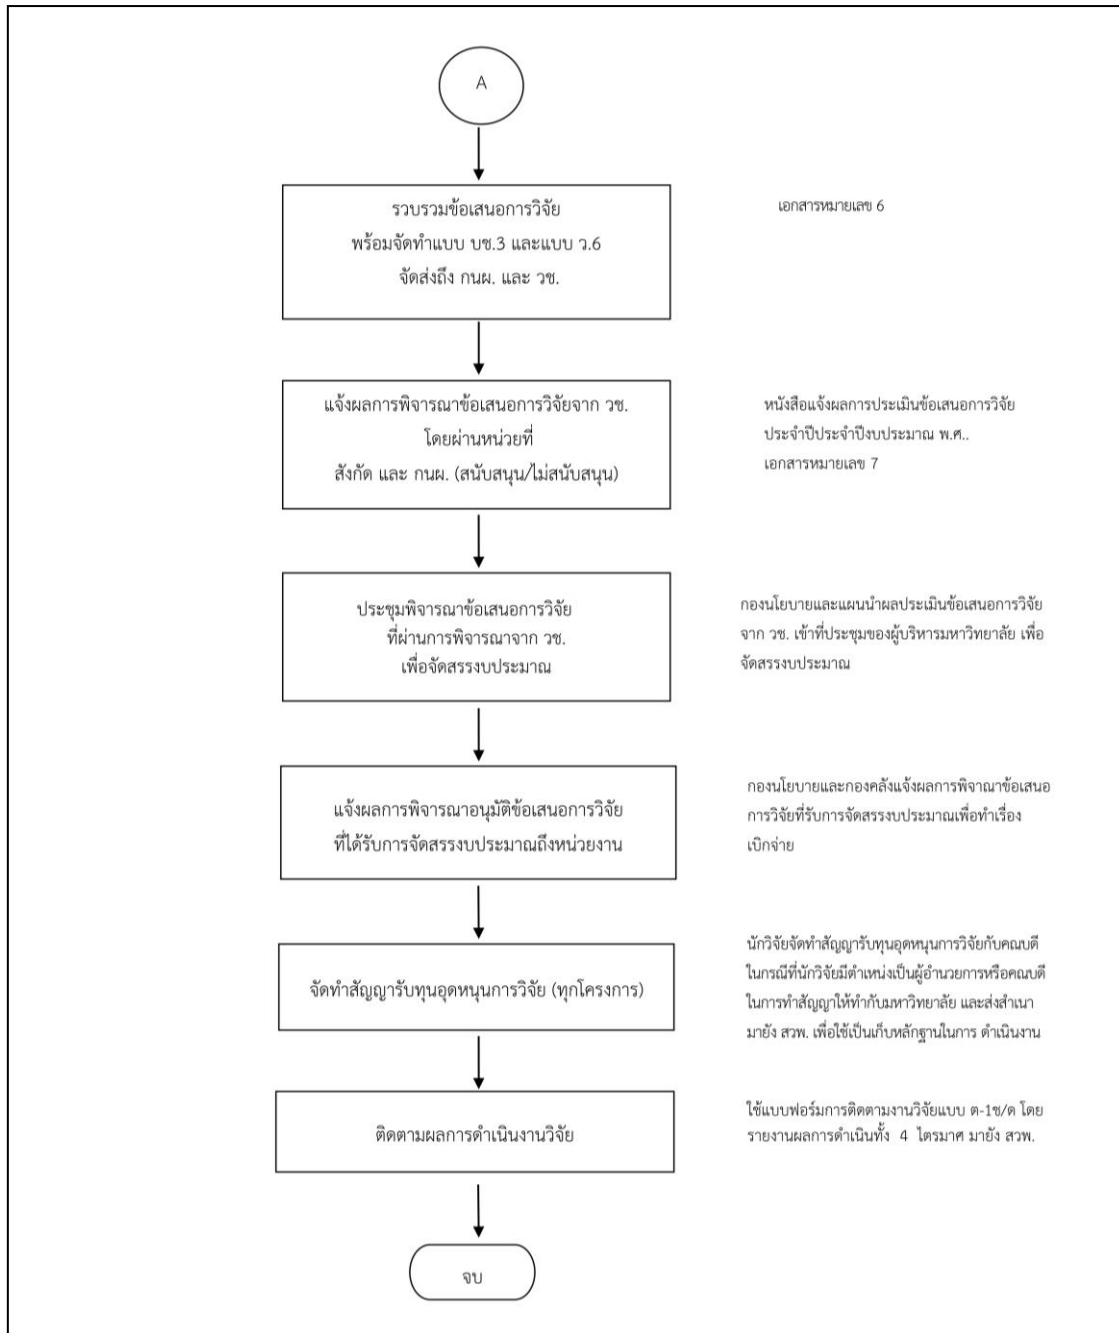 A
รวบรวมข้อเสนอการวิจัย
พร้อมจัดทำแบบ บช.3 และแบบ ว.6
จัดส่งถึง กนผ. และ วช.
เอกสารหมายเลข 6
แจ้งผลการพิจารณาข้อเสนอการวิจัยจาก วช.
โดยผ่านหน่วยที่
สังกัด และ กนผ. (สนับสนุน/ไม่สนับสนุน)
หนังสือแจ้งผลการประเมินข้อเสนอการวิจัย
ประจำปีประจำปีงบประมาณ พ.ศ..
เอกสารหมายเลข 7
ประชุมพิจารณาข้อเสนอการวิจัย
ที่ผ่านการพิจารณาจาก วช.
เพื่อจัดสรรงบประมาณ
กองนโยบายและแผนนำผลประเมินข้อเสนอการวิจัย
จาก วช. เข้าที่ประชุมของผู้บริหารมหาวิทยาลัย เพื่อ
จัดสรรงบประมาณ
แจ้งผลการพิจารณาอนุมัติข้อเสนอการวิจัย
ที่ได้รับการจัดสรรงบประมาณถึงหน่วยงาน
กองนโยบายและกองคลังแจ้งผลการพิจาณาข้อเสนอ
การวิจัยที่รับการจัดสรรงบประมาณเพื่อทำเรื่อง
เบิกจ่าย
จัดทำสัญญารับทุนอุดหนุนการวิจัย (ทุกโครงการ)
นักวิจัยจัดทำสัญญารับทุนอุดหนุนการวิจัยกับคณบดี
ในกรณีที่นักวิจัยมีตำแหน่งเป็นผู้อำนวยการหรือคณบดี
ในการทำสัญญาให้ทำกับมหาวิทยาลัย และส่งสำเนา
มายัง สวพ. เพื่อใช้เป็นเก็บหลักฐานในการ ดำเนินงาน
ติดตามผลการดำเนินงานวิจัย
ใช้แบบฟอร์มการติดตามงานวิจัยแบบ ต-1ช/ด โดย
รายงานผลการดำเนินทั้ง 4 ไตรมาศ มายัง สวพ.
จบ